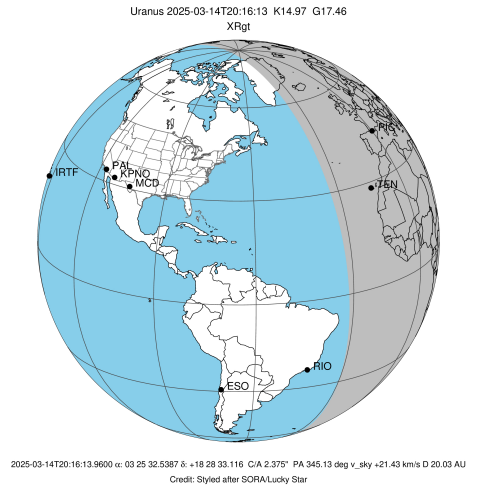 Uranus 2025-03-14T20:16:13 K14.97 G17.46
XRgt
PIC
PAL
IRTF
KPNO
MCD
TEN
RIO
ESO
2025-03-14T20:16:13.9600 α: 03 25 32.5387 δ: +18 28 33.116 C/A 2.375" PA 345.13 deg v_sky +21.43 km/s D 20.03 AU
Credit: Styled after SORA/Lucky Star